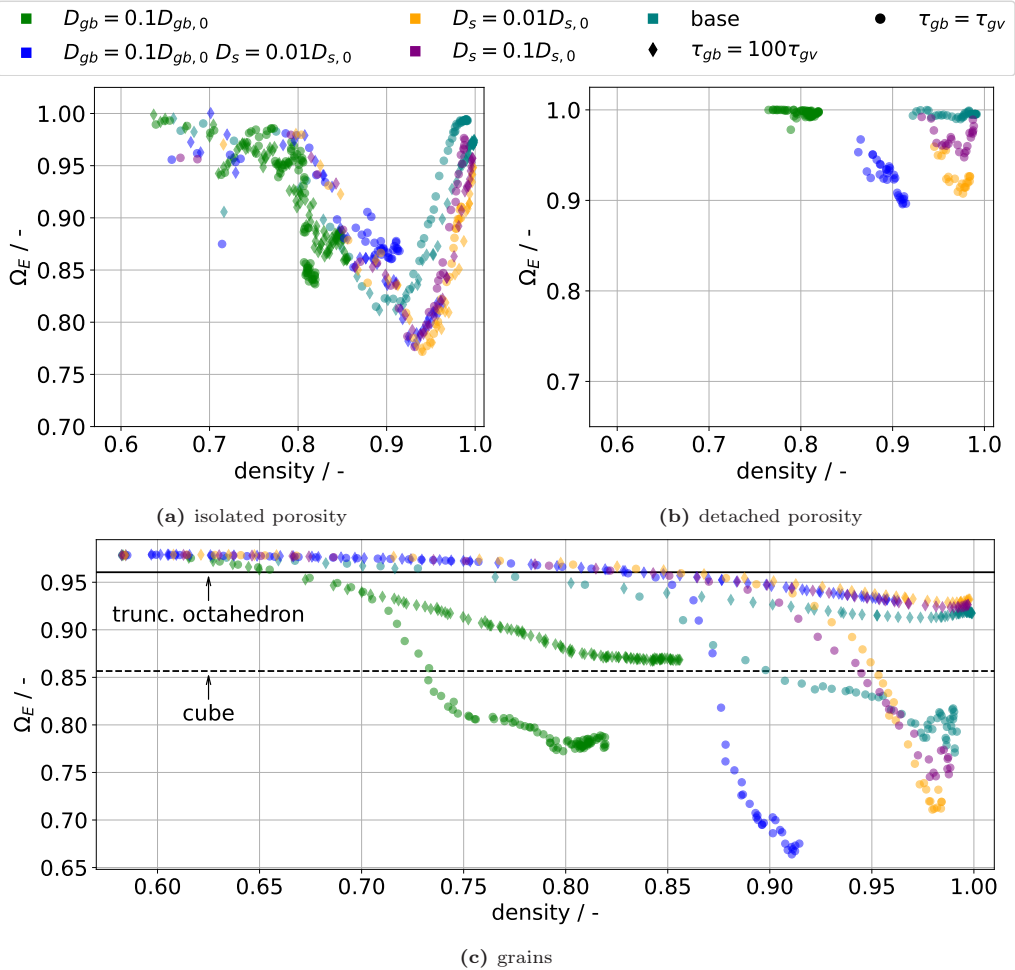 D_gb = 0.1D_gb,0 D_s = 0.01D_s,0 base τ_gb = τ_gv
D_gb = 0.1D_gb,0 D_s = 0.01D_s,0 D_s = 0.1D_s,0 τ_gb = 100τ_gv
1.00
0.95
0.90
0.85
0.80
0.75
0.70
Ω_E / -
0.6 0.7 0.8 0.9 1.0
density / -
(a) isolated porosity
1.0
0.9
0.8
0.7
Ω_E / -
0.6 0.7 0.8 0.9 1.0
density / -
(b) detached porosity
0.95
0.90
0.85
0.80
0.75
0.70
0.65
Ω_E / -
trunc. octahedron
cube
0.60 0.65 0.70 0.75 0.80 0.85 0.90 0.95 1.00
density / -
(c) grains